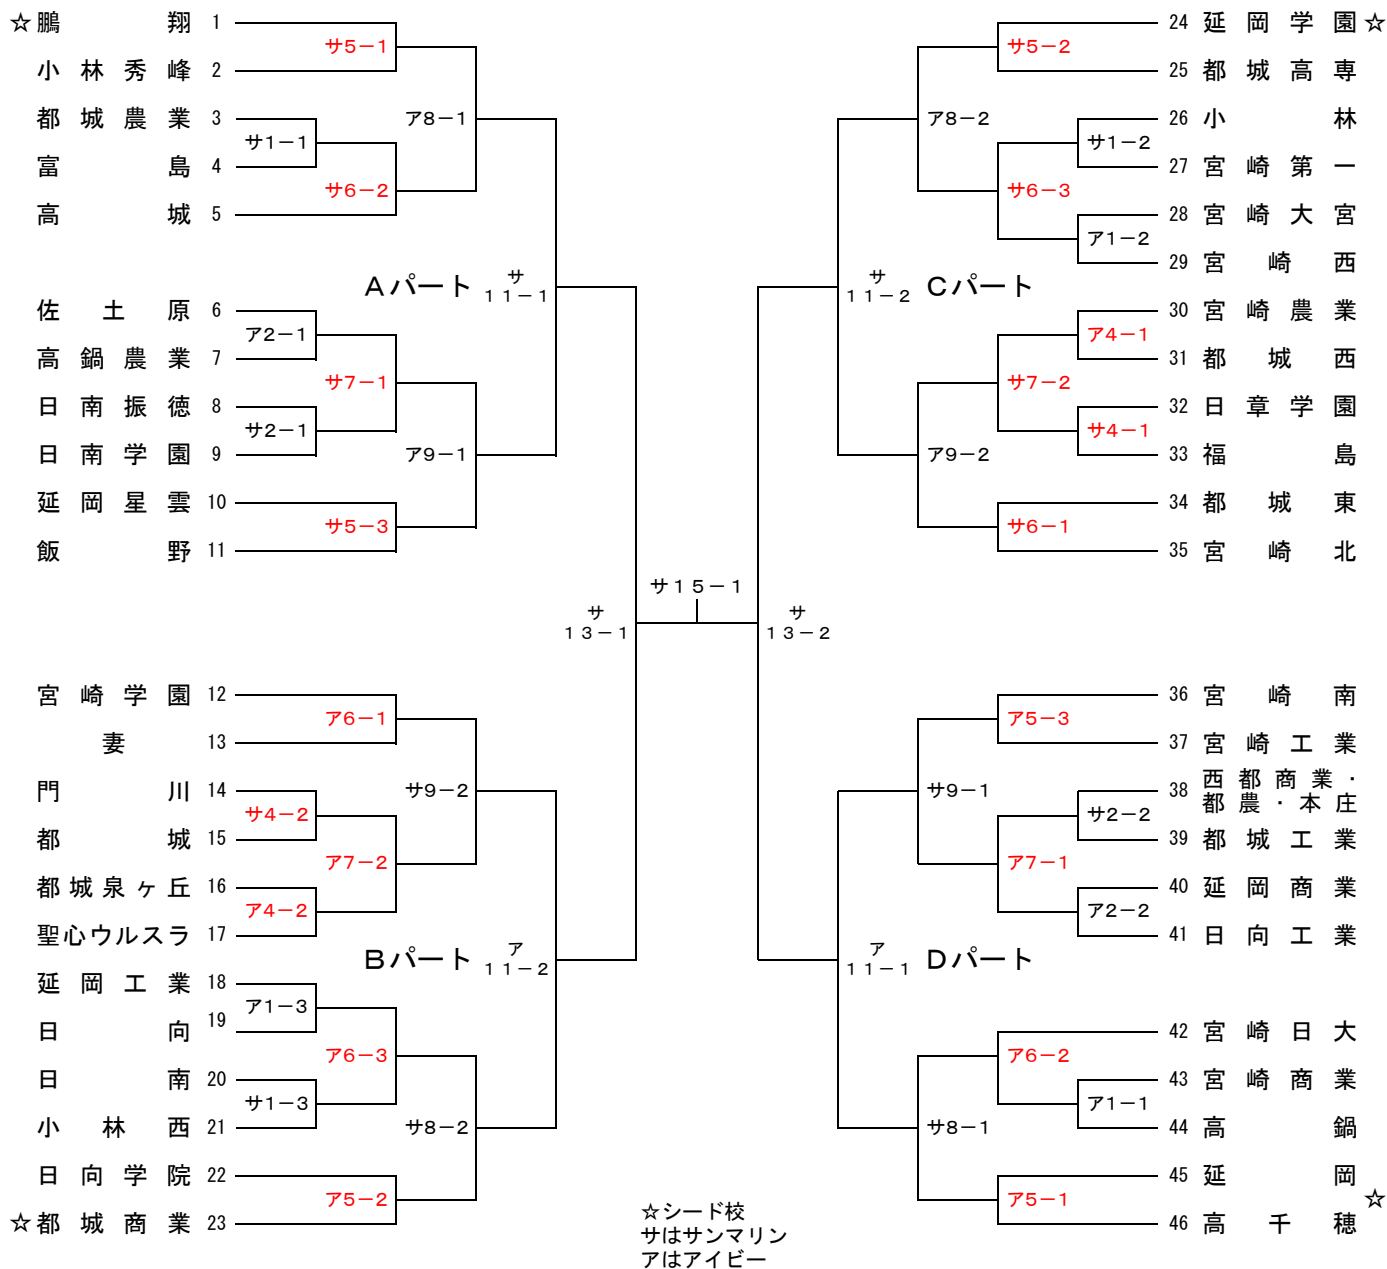 ☆鵬翔 1
小林秀峰 2
都城農業 3
富島 4
高城 5
佐土原 6
高鍋農業 7
日南振徳 8
日南学園 9
延岡星雲 10
飯野 11
サ5－1
サ1－1
サ6－2
ア8－1
ア2－1
サ7－1
サ2－1
ア9－1
サ5－3
Aパート
サ
11－1
宮崎学園 12
妻 13
門川 14
都城 15
都城泉ヶ丘 16
聖心ウルスラ 17
延岡工業 18
日向 19
日南 20
小林西 21
日向学院 22
☆都城商業 23
ア6－1
サ4－2
サ9－2
ア7－2
ア4－2
ア1－3
ア6－3
サ1－3
サ8－2
ア5－2
Bパート
ア
11－2
サ
13－1
サ15－1
サ
13－2
24 延岡学園☆
25 都城高専
26 小林
27 宮崎第一
28 宮崎大宮
29 宮崎西
30 宮崎農業
31 都城西
32 日章学園
33 福島
34 都城東
35 宮崎北
サ5－2
ア8－2
サ1－2
サ6－3
ア1－2
サ
11－2
Cパート
ア4－1
サ7－2
サ4－1
ア9－2
サ6－1
36 宮崎南
37 宮崎工業
38 西都商業・
都農・本庄
39 都城工業
40 延岡商業
41 日向工業
42 宮崎日大
43 宮崎商業
44 高鍋
45 延岡
☆
46 高千穂
ア5－3
サ9－1
サ2－2
ア7－1
ア2－2
ア
11－1
Dパート
ア6－2
ア1－1
サ8－1
ア5－1
☆シード校
サはサンマリン
アはアイビー